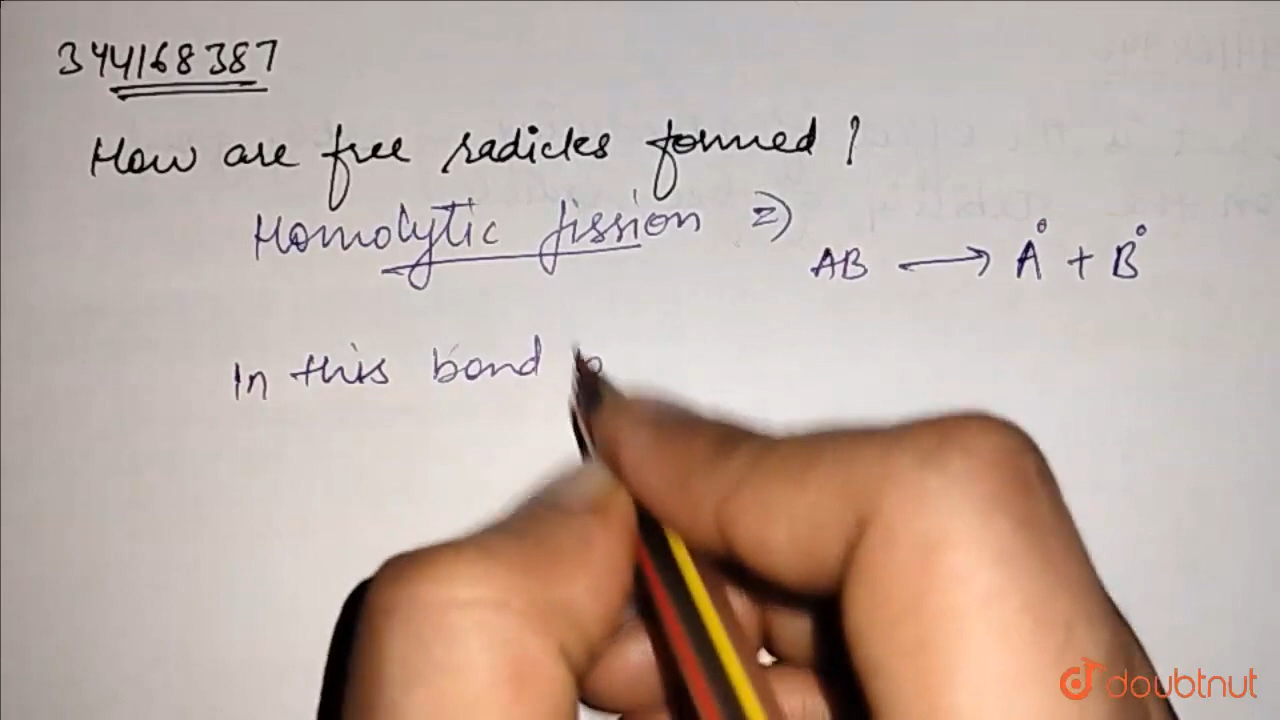 344168387
How are free radicles formed ?
Homolytic fission ⇒
AB → A° + B°
In this bond
doubtnut